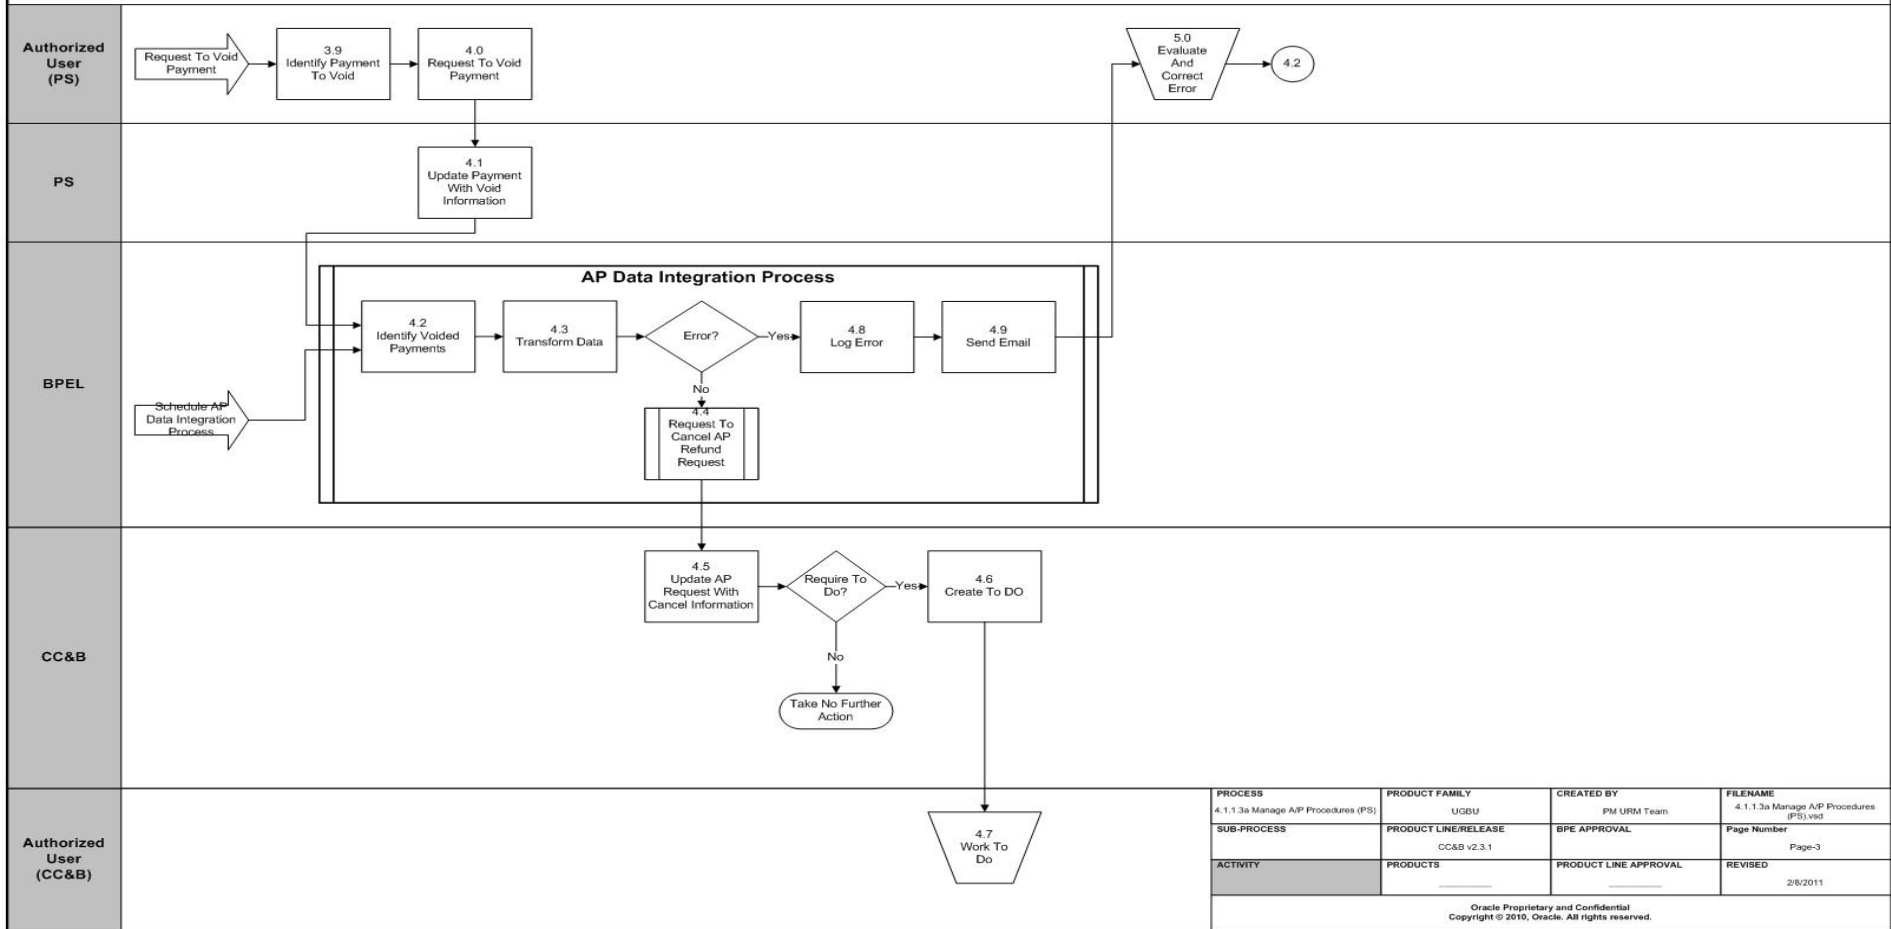 Authorized
User
(PS)
Request To Void
Payment
3.9
Identify Payment
To Void
4.0
Request To Void
Payment
5.0
Evaluate
And
Correct
Error
4.2
PS
4.1
Update Payment
With Void
Information
BPEL
AP Data Integration Process
4.2
Identify Voided
Payments
4.3
Transform Data
Error?
Yes
4.8
Log Error
4.9
Send Email
No
Schedule AP
Data Integration
Process
4.4
Request To
Cancel AP
Refund
Request
CC&B
4.5
Update AP
Request With
Cancel Information
Require To
Do?
Yes
4.6
Create To DO
No
Take No Further
Action
Authorized
User
(CC&B)
4.7
Work To
Do
PROCESS
4.1.1.3a Manage A/P Procedures (PS)
PRODUCT FAMILY
UGBU
CREATED BY
PM URM Team
FILENAME
4.1.1.3a Manage A/P Procedures
(PS).vsd
SUB-PROCESS
PRODUCT LINE/RELEASE
CC&B v2.3.1
BPE APPROVAL
Page Number
Page-3
ACTIVITY
PRODUCTS
PRODUCT LINE APPROVAL
REVISED
2/8/2011
Oracle Proprietary and Confidential
Copyright © 2010, Oracle. All rights reserved.